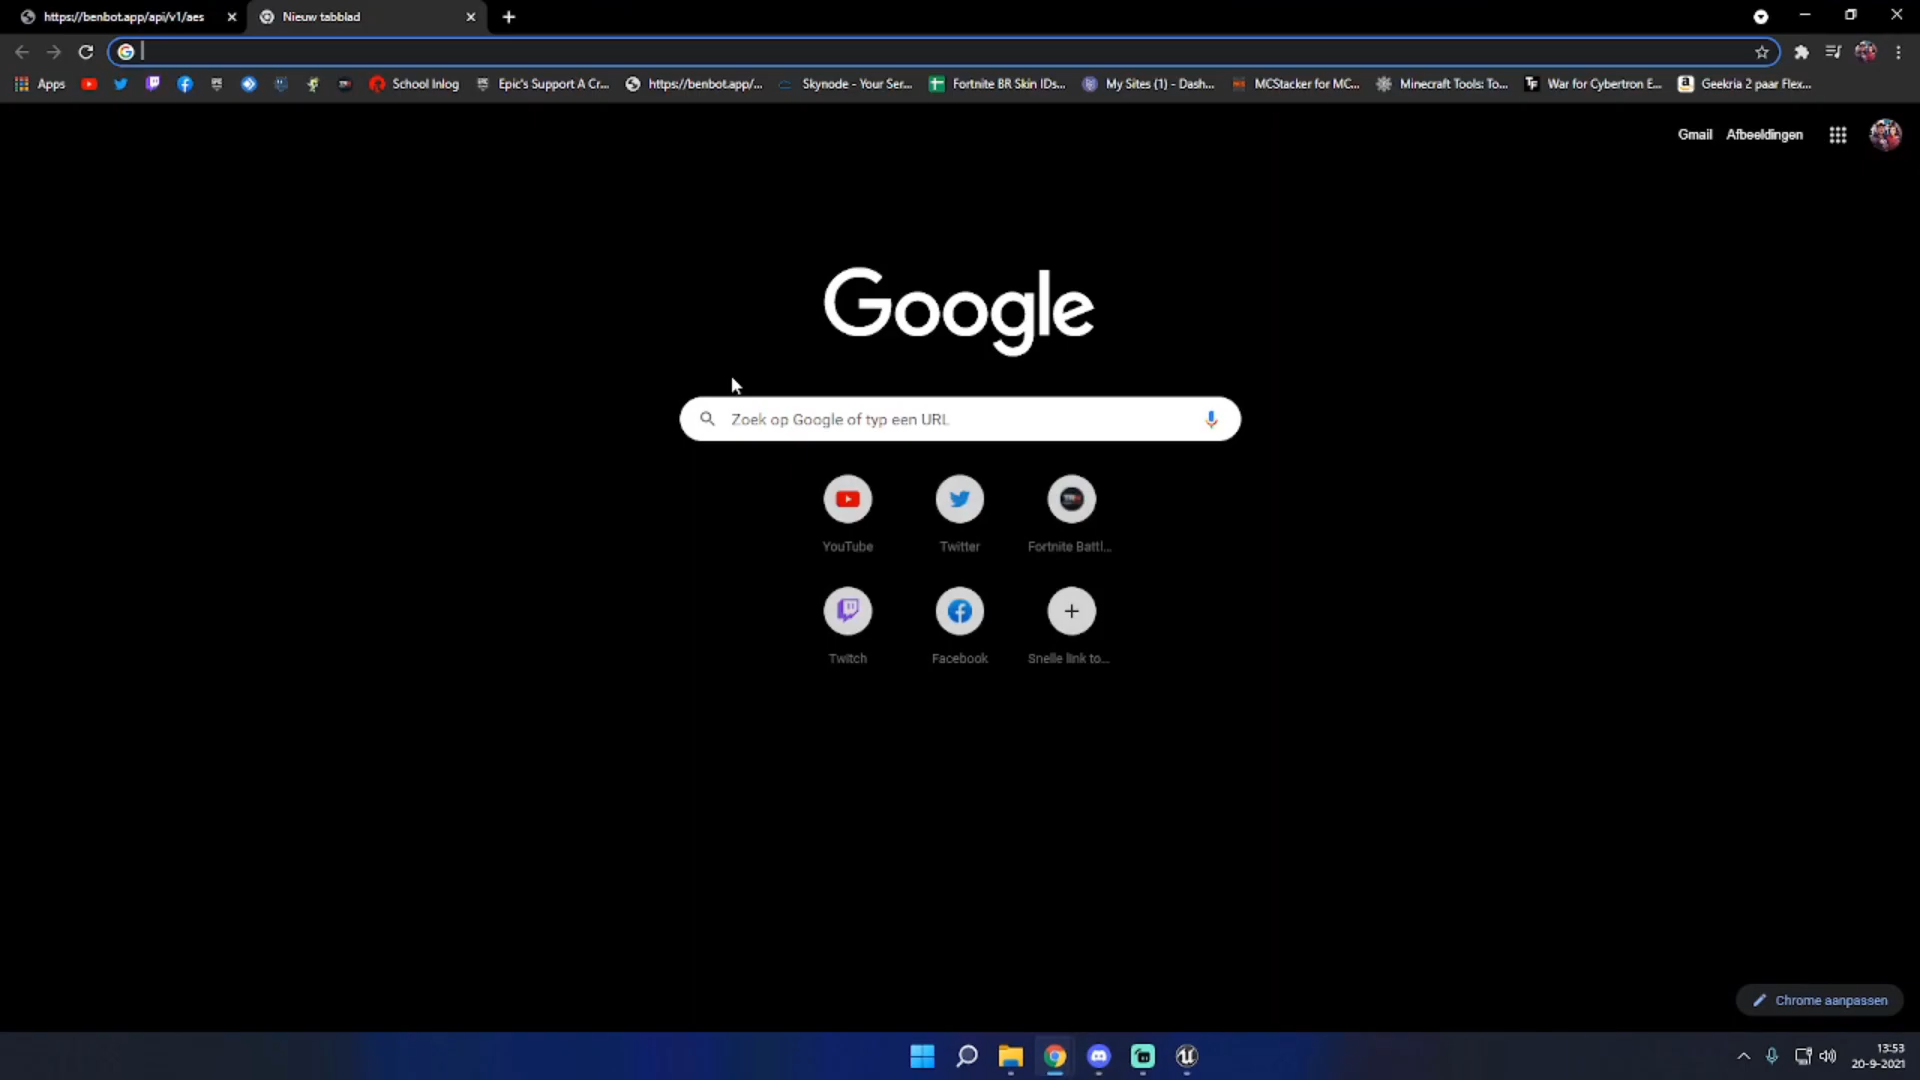 https://benbot.app/api/v1/aes
Nieuw tabblad
Apps
School Inlog
Epic's Support A Cr...
https://benbot.app/...
Skynode - Your Ser...
Fortnite BR Skin IDs...
My Sites (1) - Dash...
MCStacker for MC...
Minecraft Tools: To...
War for Cybertron E...
Geekria 2 paar Flex...
Gmail
Afbeeldingen
Google
Zoek op Google of typ een URL
YouTube
Twitter
Fortnite Battl...
Twitch
Facebook
Snelle link to...
Chrome aanpassen
13:53
20-9-2021